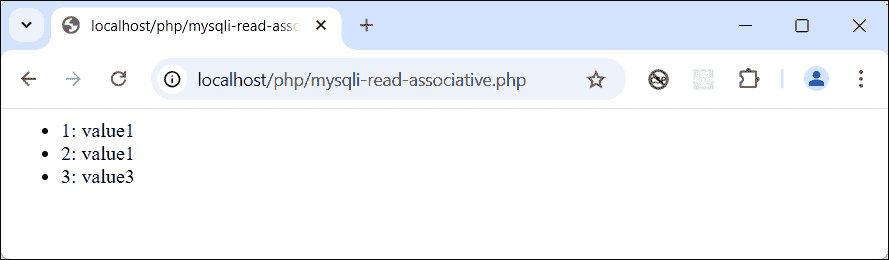 localhost/php/mysqli-read-asso
localhost/php/mysqli-read-associative.php
1: value1
2: value1
3: value3